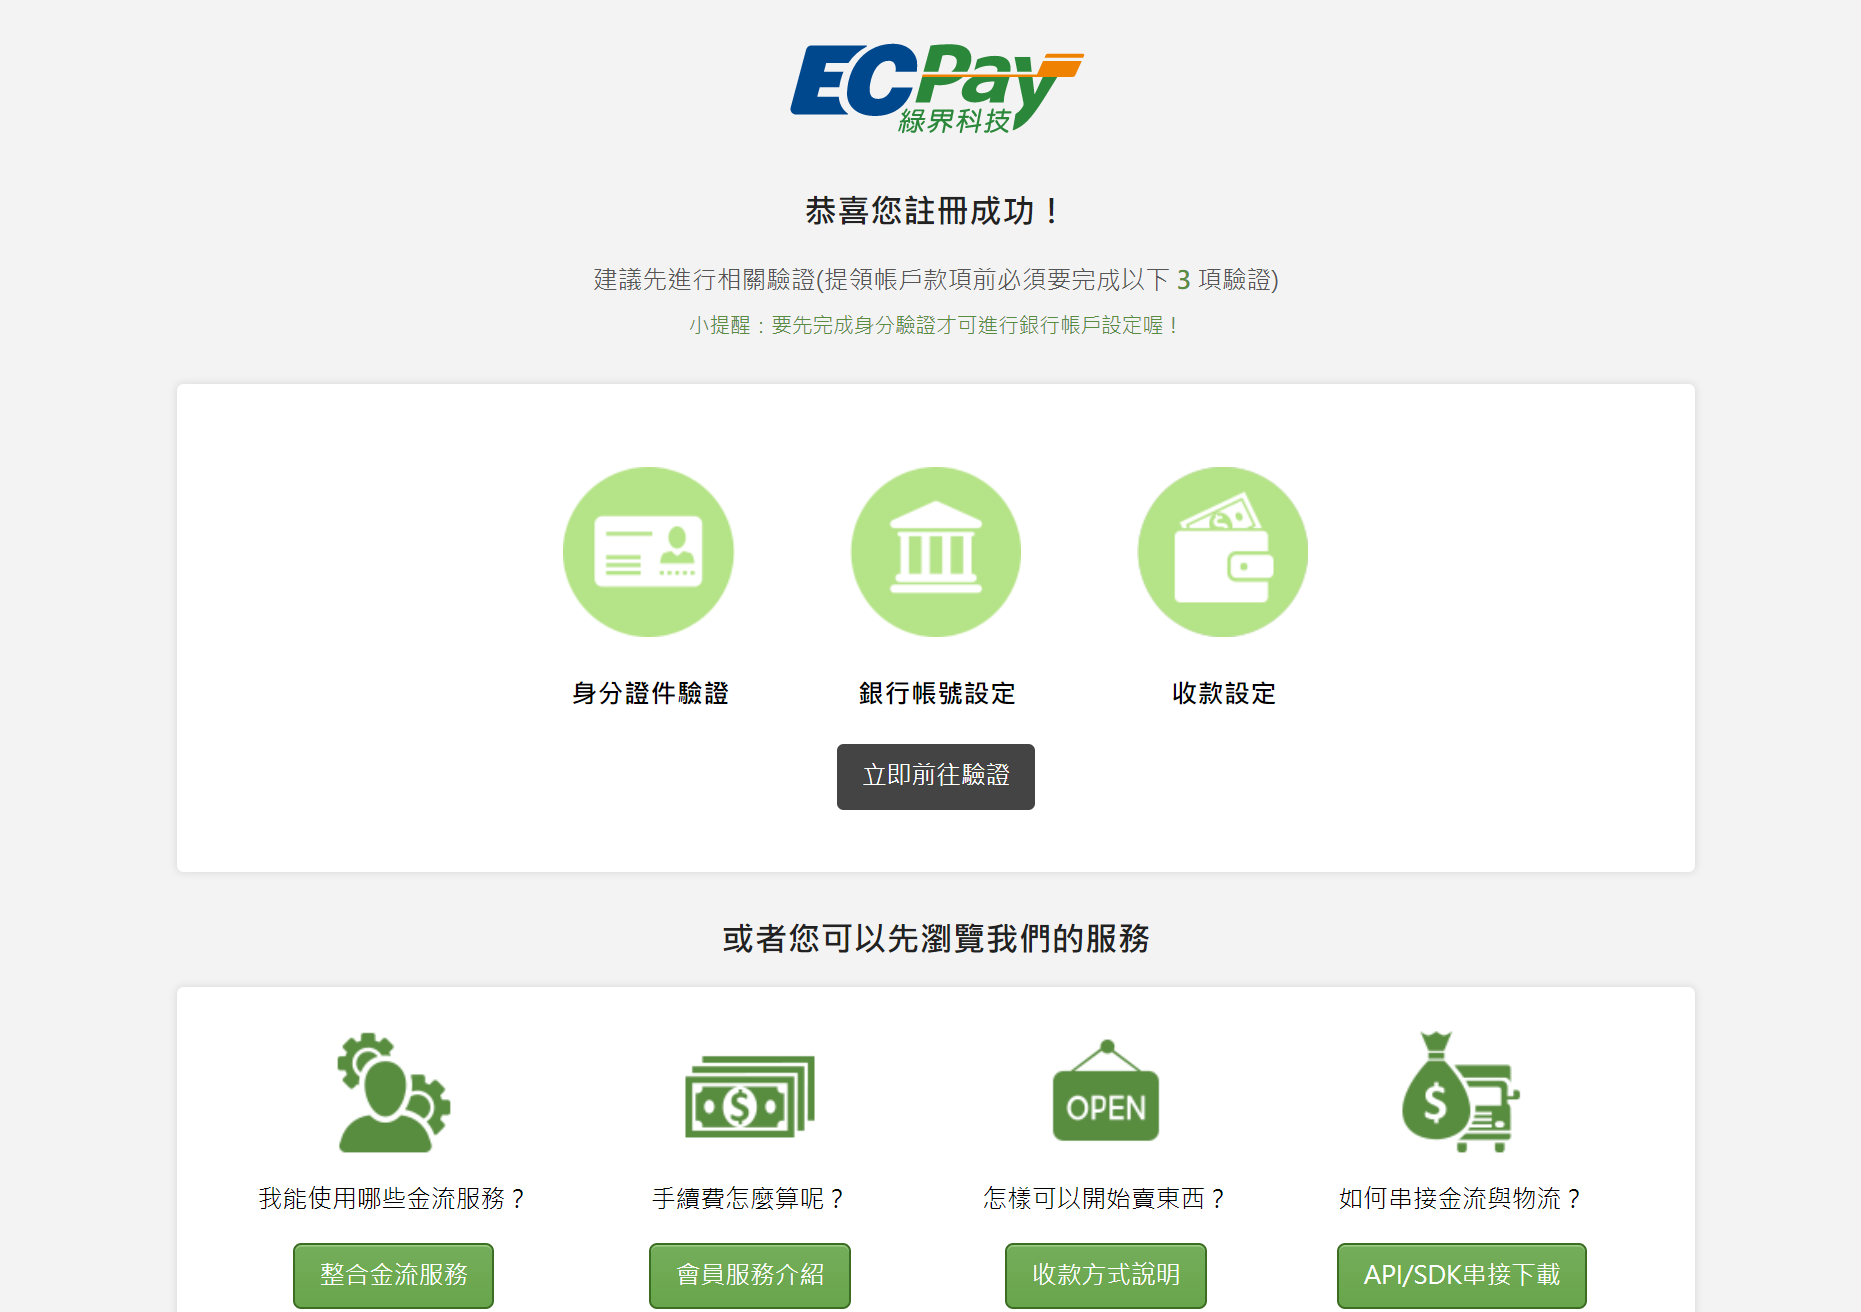 ECPay
綠界科技
恭喜您註冊成功！
建議先進行相關驗證(提領帳戶款項前必須要完成以下 3 項驗證)
小提醒：要先完成身分驗證才可進行銀行帳戶設定喔！
身分證件驗證
銀行帳號設定
收款設定
立即前往驗證
或者您可以先瀏覽我們的服務
OPEN
我能使用哪些金流服務？
手續費怎麼算呢？
怎樣可以開始賣東西？
如何串接金流與物流？
整合金流服務
會員服務介紹
收款方式說明
API/SDK串接下載